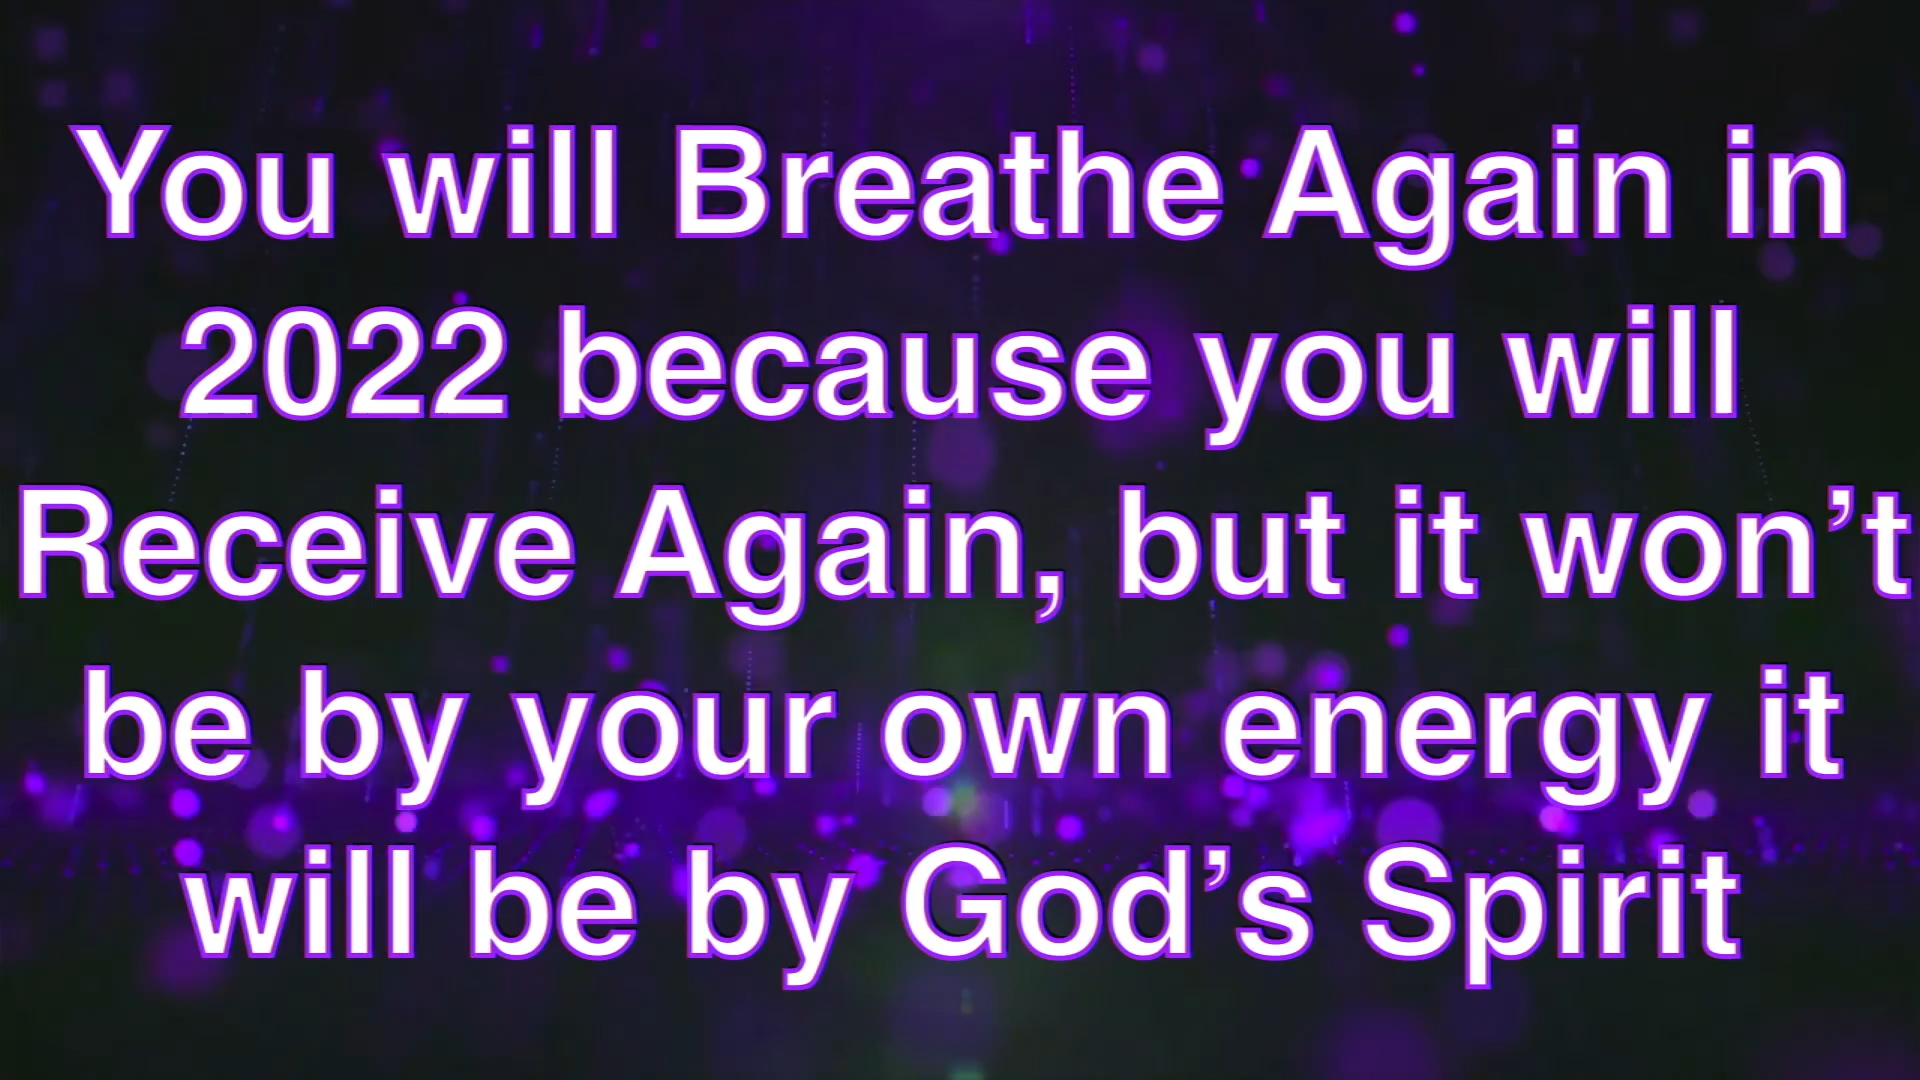 You will Breathe Again in
2022 because you will
Receive Again, but it won’t
be by your own energy it
will be by God’s Spirit